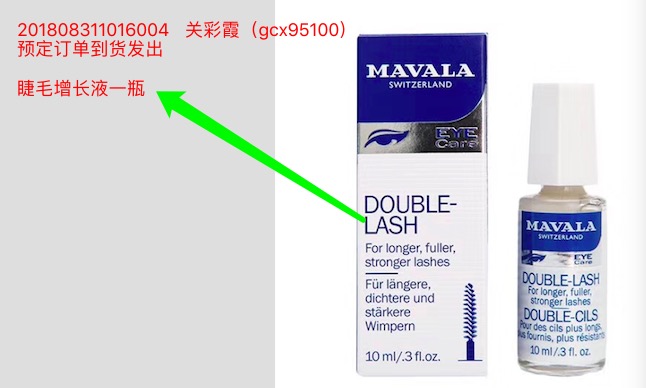 201808311016004 关彩霞（gcx95100）
预定订单到货发出
睫毛增长液一瓶
MAVALA
SWITZERLAND
EYE
Care
DOUBLE-
LASH
For longer, fuller,
stronger lashes
Für längere,
dichtere und
stärkere
Wimpern
10 ml/.3 fl.oz.
MAVALA
SWITZERLAND
EYE
Care
DOUBLE-LASH
For longer, fuller,
stronger lashes
DOUBLE-CILS
Pour des cils plus longs,
plus fournis, plus résistants
10 ml/.3 fl. oz.